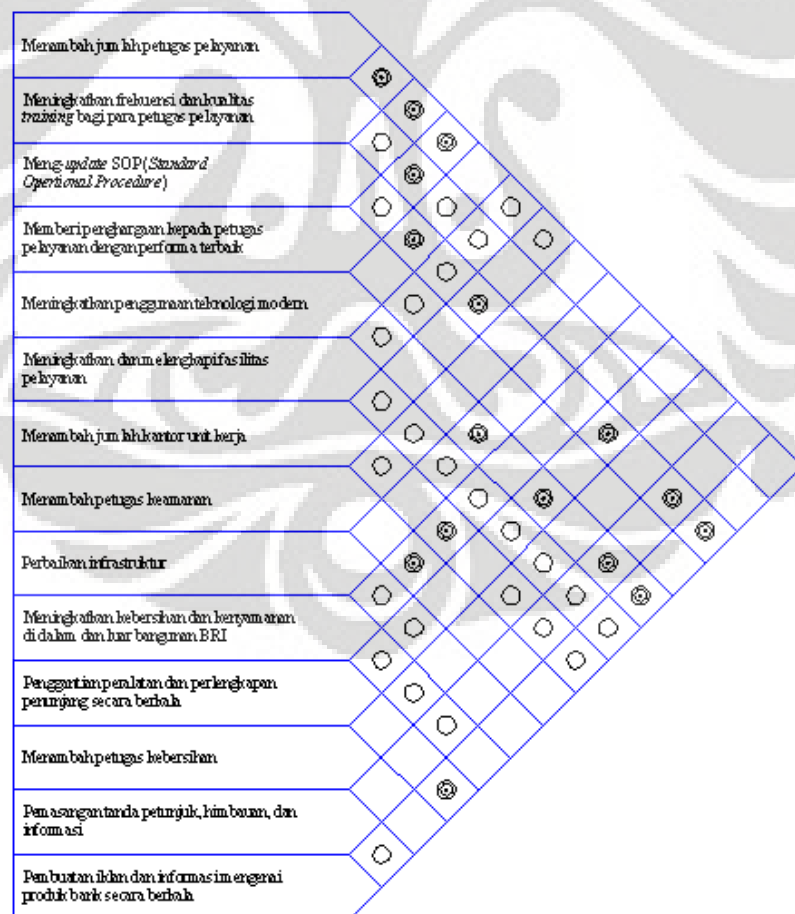 Menambah jumlah petugas pelayanan
Meningkatkan frekuensi dan kualitas
training bagi para petugas pelayanan
Meng-update SOP (Standard
Opertional Procedure)
Memberi penghargaan kepada petugas
pelayanan dengan performa terbaik
Meningkatkan penggunaan teknologi modern
Meningkatkan dan melengkapi fasilitas
pelayanan
Menambah jumlah kantor unit kerja
Menambah petugas keamanan
Perbaikan infrastruktur
Meningkatkan kebersihan dan kenyamanan
di dalam dan luar bangunan BRI
Penggantian peralatan dan perlengkapan
penunjang secara berkala
Menambah petugas kebersihan
Pemasangan tanda petunjuk, himbauan, dan
informasi
Pembuatan iklan dan informasi mengenai
produk bank secara berkala